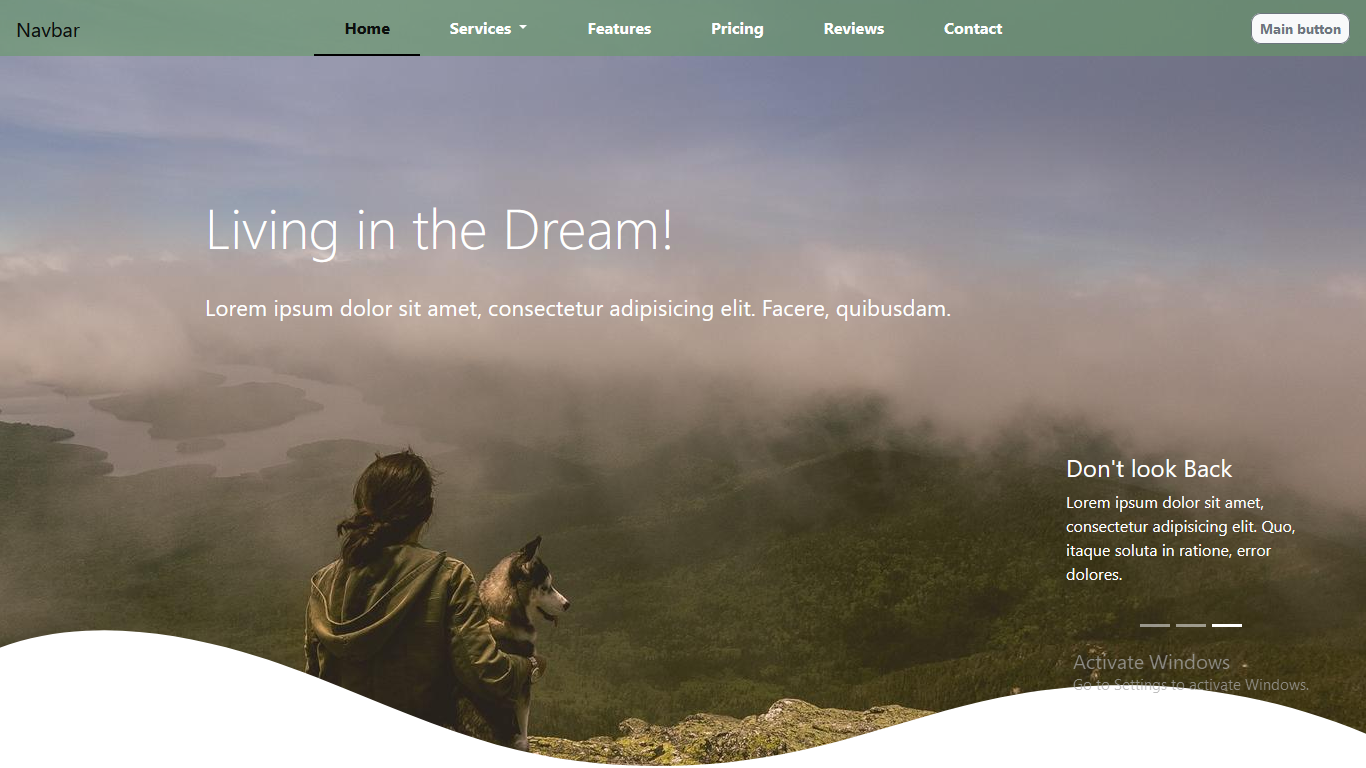 Navbar
Home
Services
Features
Pricing
Reviews
Contact
Main button
Living in the Dream!
Lorem ipsum dolor sit amet, consectetur adipisicing elit. Facere, quibusdam.
Don't look Back
Lorem ipsum dolor sit amet,
consectetur adipisicing elit. Quo,
itaque soluta in ratione, error
dolores.
Activate Windows
Go to Settings to activate Windows.